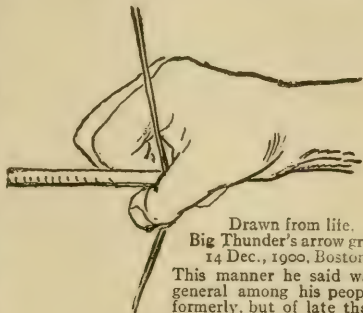 Drawn from life.
Big Thunder's arrow gr
14 Dec., 1900, Boston
This manner he said w
general among his peop
formerly, but of late th